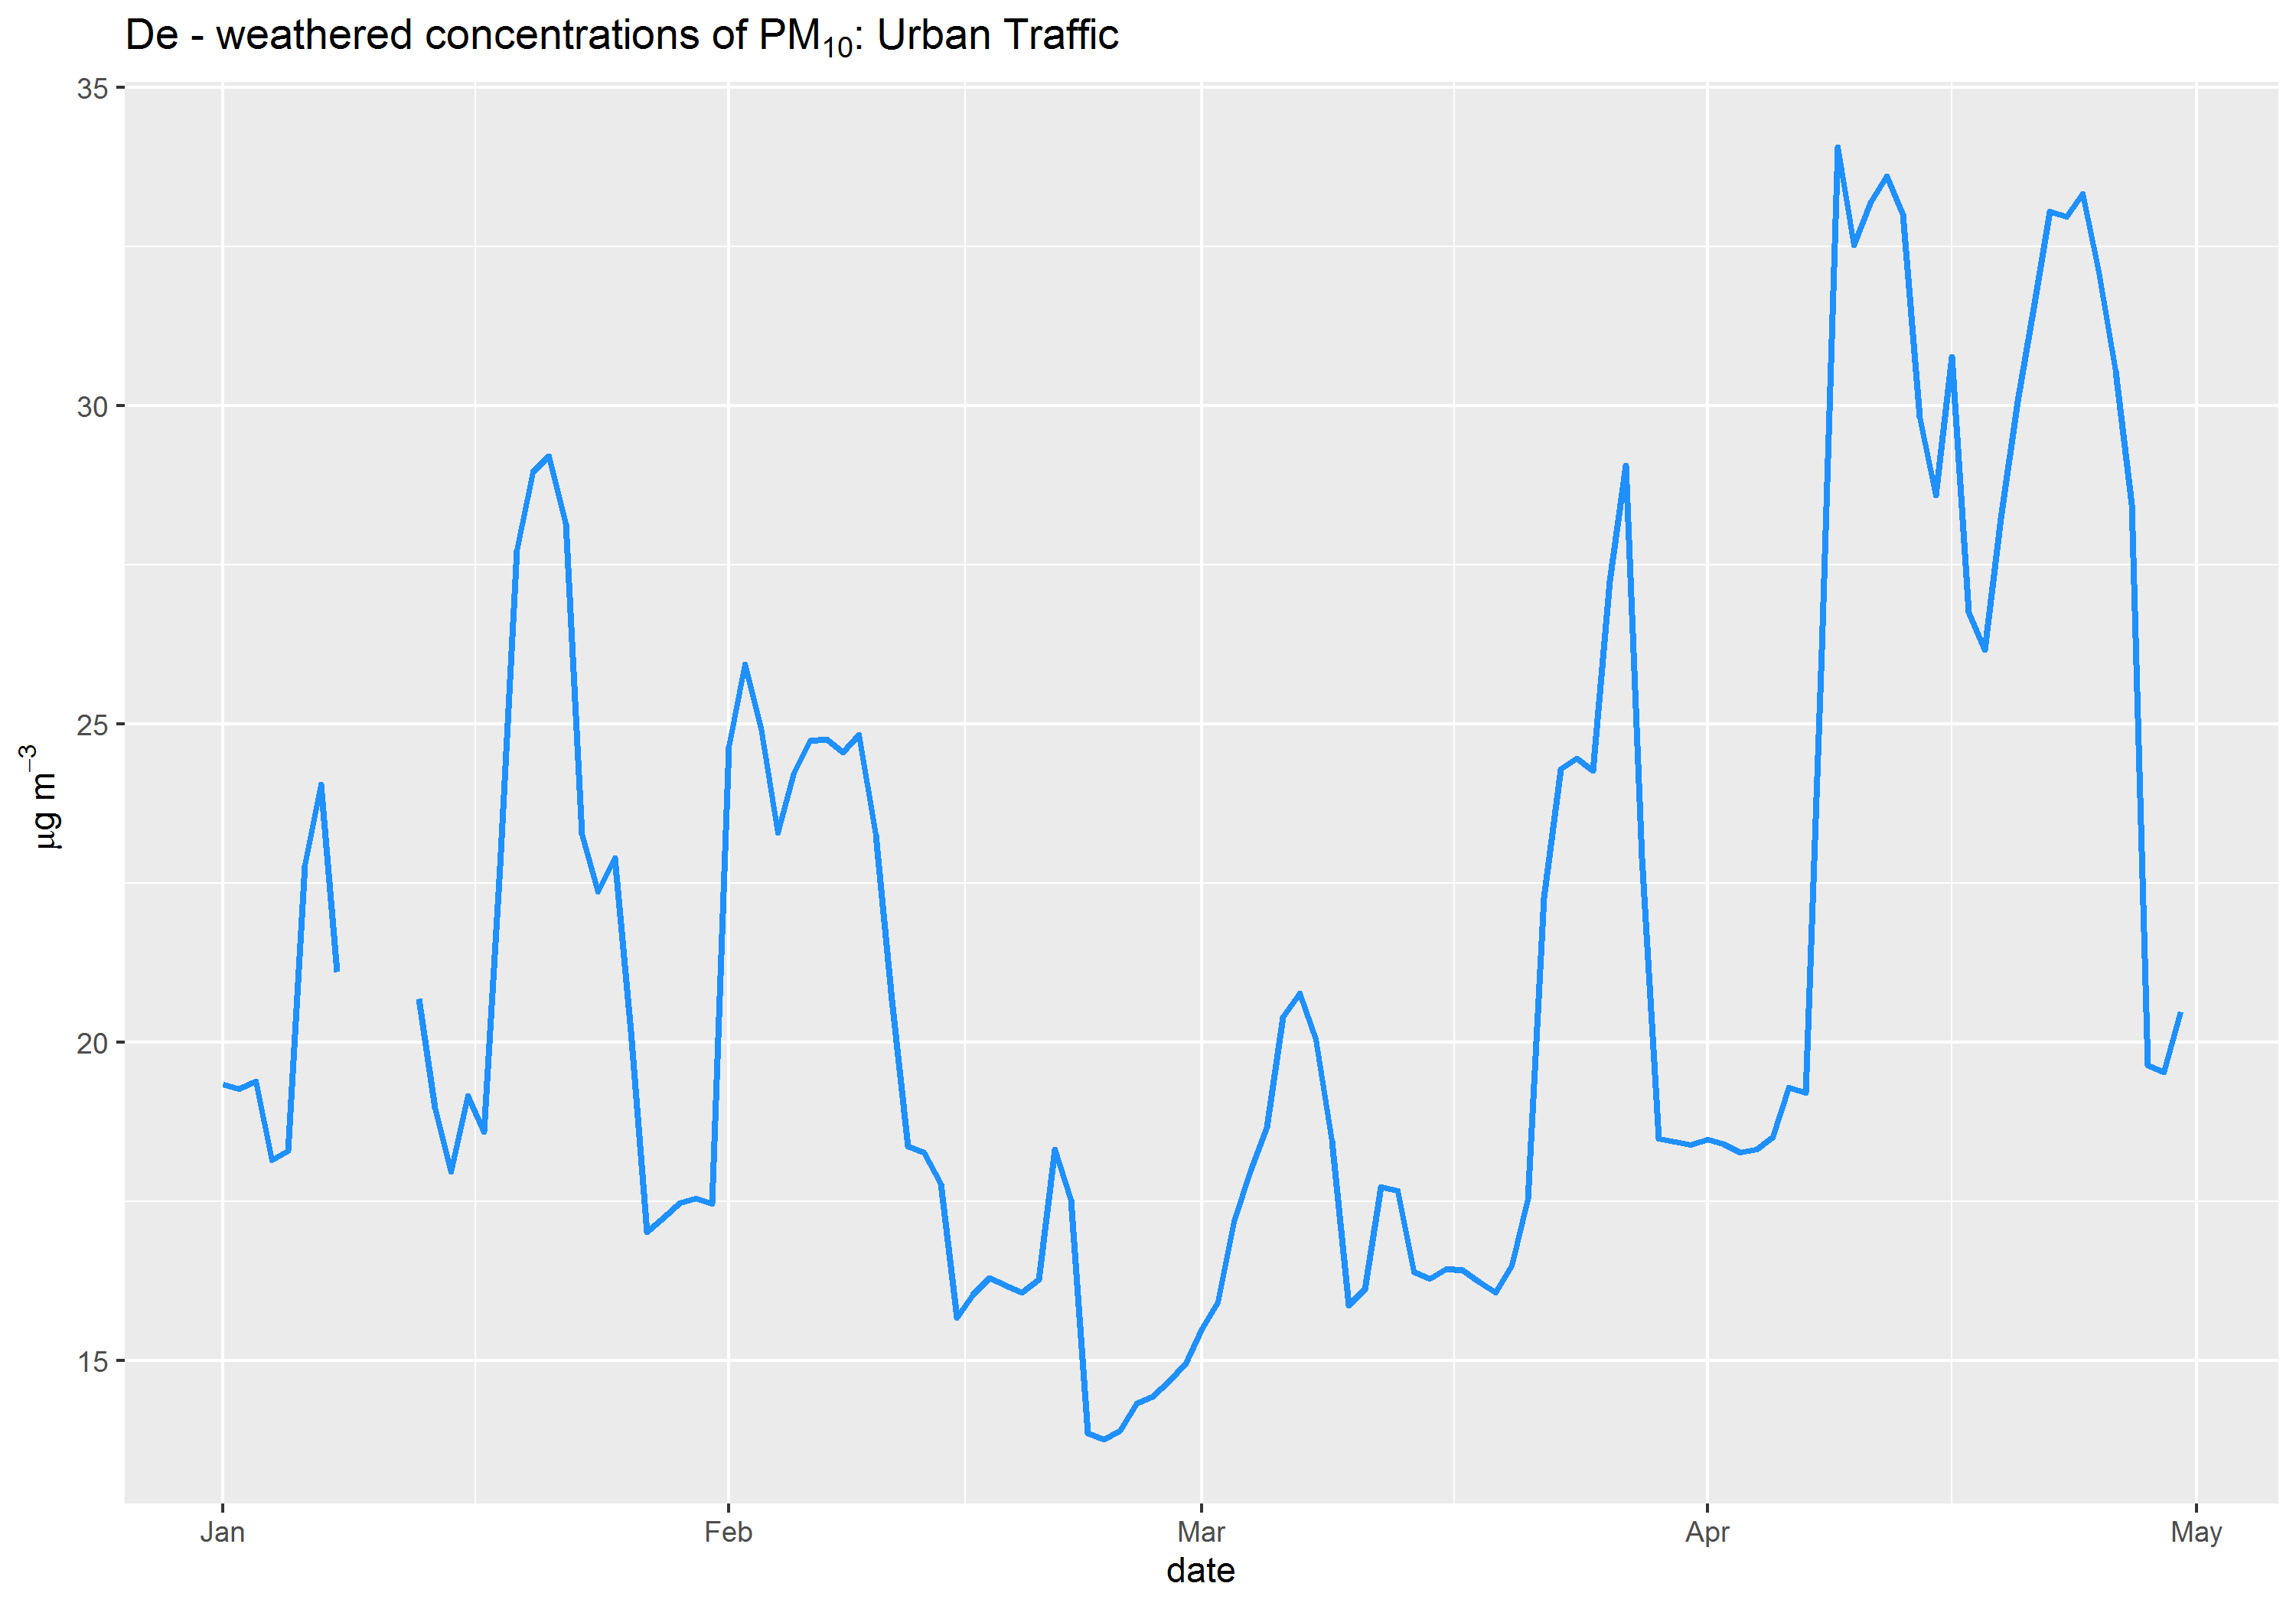 De - weathered concentrations of PM₁₀: Urban Traffic
35
30
25
20
15
µg m⁻³
Jan Feb Mar Apr May
date